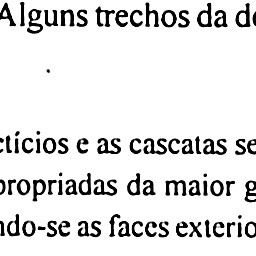 Alguns trechos da de
ctícios e as cascatas se
propriadas da maior g
ndo-se as faces exterio